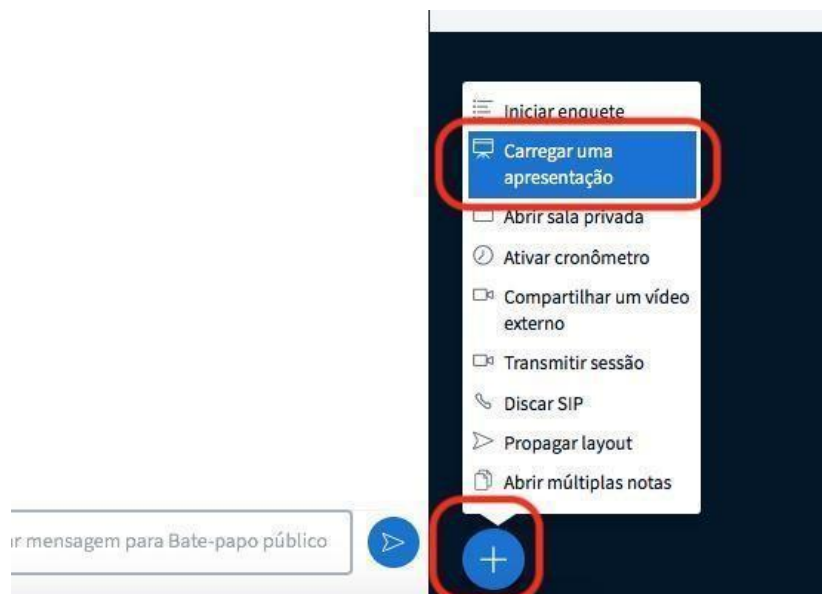 Iniciar enquete
Carregar uma
apresentação
Abrir sala privada
Ativar cronômetro
Compartilhar um vídeo
externo
Transmitir sessão
Discar SIP
Propagar layout
Abrir múltiplas notas
mensagem para Bate-papo público